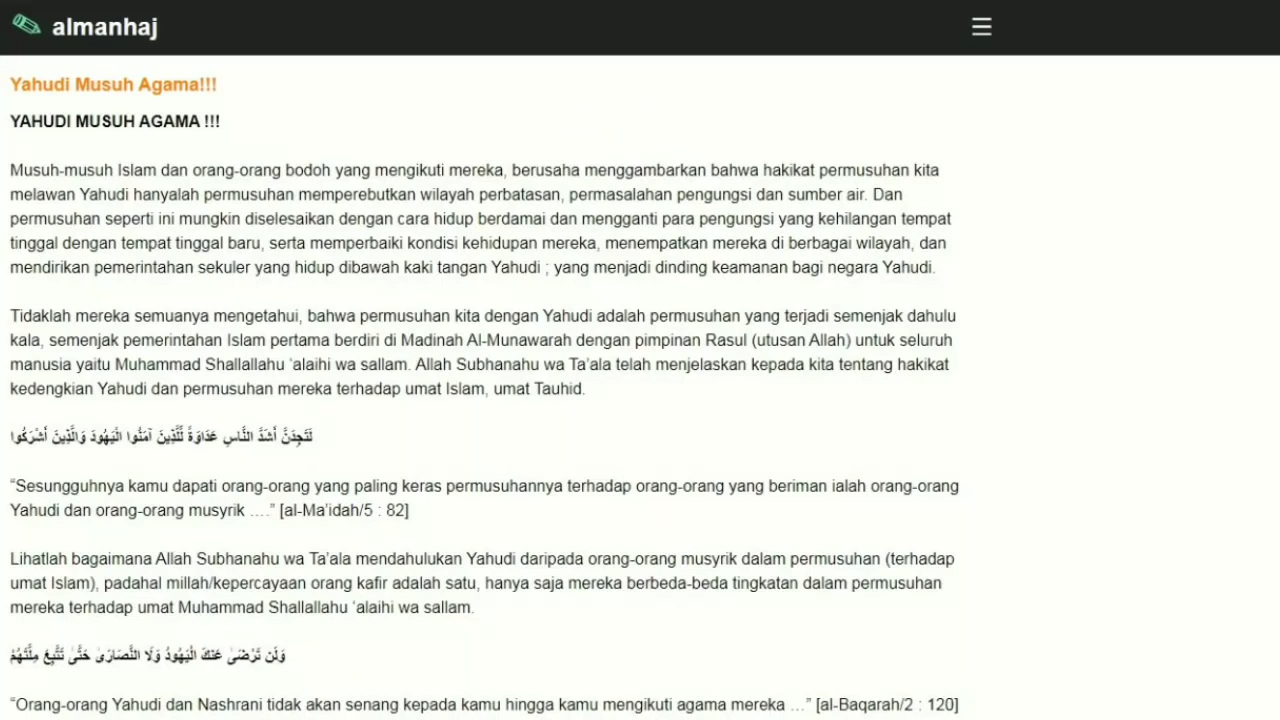 almanhaj
Yahudi Musuh Agama!!!
YAHUDI MUSUH AGAMA !!!
Musuh-musuh Islam dan orang-orang bodoh yang mengikuti mereka, berusaha menggambarkan bahwa hakikat permusuhan kita
melawan Yahudi hanyalah permusuhan memperebutkan wilayah perbatasan, permasalahan pengungsi dan sumber air. Dan
permusuhan seperti ini mungkin diselesaikan dengan cara hidup berdamai dan mengganti para pengungsi yang kehilangan tempat
tinggal dengan tempat tinggal baru, serta memperbaiki kondisi kehidupan mereka, menempatkan mereka di berbagai wilayah, dan
mendirikan pemerintahan sekuler yang hidup dibawah kaki tangan Yahudi ; yang menjadi dinding keamanan bagi negara Yahudi.
Tidaklah mereka semuanya mengetahui, bahwa permusuhan kita dengan Yahudi adalah permusuhan yang terjadi semenjak dahulu
kala, semenjak pemerintahan Islam pertama berdiri di Madinah Al-Munawarah dengan pimpinan Rasul (utusan Allah) untuk seluruh
manusia yaitu Muhammad Shallallahu ‘alaihi wa sallam. Allah Subhanahu wa Ta’ala telah menjelaskan kepada kita tentang hakikat
kedengkian Yahudi dan permusuhan mereka terhadap umat Islam, umat Tauhid.
لَتَجِدَنَّ أَشَدَّ النَّاسِ عَدَاوَةً لِّلَّذِينَ آمَنُوا الْيَهُودَ وَالَّذِينَ أَشْرَكُوا
“Sesungguhnya kamu dapati orang-orang yang paling keras permusuhannya terhadap orang-orang yang beriman ialah orang-orang
Yahudi dan orang-orang musyrik ….” [al-Ma’idah/5 : 82]
Lihatlah bagaimana Allah Subhanahu wa Ta’ala mendahulukan Yahudi daripada orang-orang musyrik dalam permusuhan (terhadap
umat Islam), padahal millah/kepercayaan orang kafir adalah satu, hanya saja mereka berbeda-beda tingkatan dalam permusuhan
mereka terhadap umat Muhammad Shallallahu ‘alaihi wa sallam.
وَلَن تَرْضَىٰ عَنكَ الْيَهُودُ وَلَا النَّصَارَىٰ حَتَّىٰ تَتَّبِعَ مِلَّتَهُمْ
“Orang-orang Yahudi dan Nashrani tidak akan senang kepada kamu hingga kamu mengikuti agama mereka …” [al-Baqarah/2 : 120]